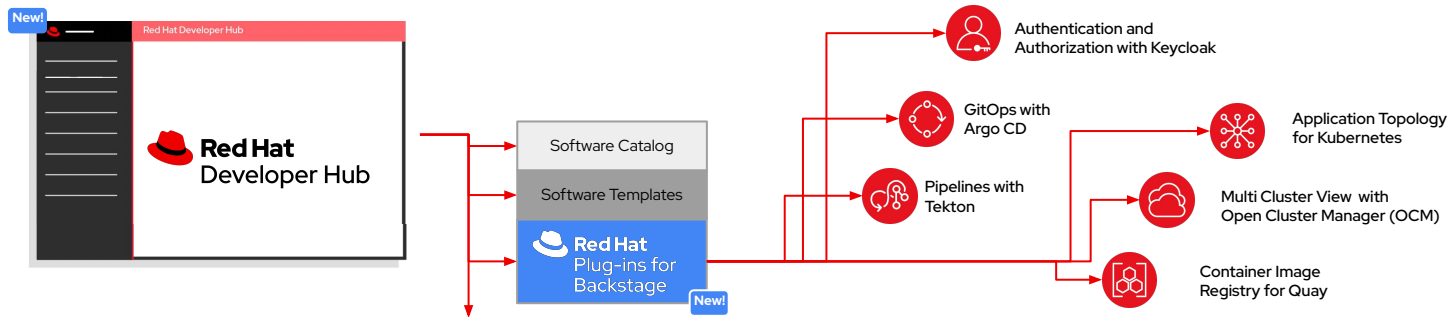 New!
Red Hat Developer Hub
Red Hat
Developer Hub
Software Catalog
Software Templates
Red Hat
Plug-ins for
Backstage
New!
Authentication and
Authorization with Keycloak
GitOps with
Argo CD
Pipelines with
Tekton
Application Topology
for Kubernetes
Multi Cluster View with
Open Cluster Manager (OCM)
Container Image
Registry for Quay